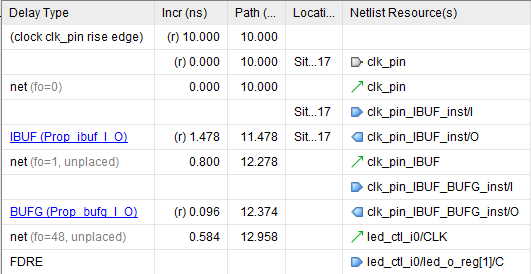 Delay Type Incr (ns) Path (... Locati... Netlist Resource(s)
(clock clk_pin rise edge) (r) 10.000 10.000
(r) 0.000 10.000 Sit...17 clk_pin
net (fo=0) 0.000 10.000 clk_pin
Sit...17 clk_pin_IBUF_inst/I
IBUF (Prop_ibuf_I_O) (r) 1.478 11.478 Sit...17 clk_pin_IBUF_inst/O
net (fo=1, unplaced) 0.800 12.278 clk_pin_IBUF
clk_pin_IBUF_BUFG_inst/I
BUFG (Prop_bufg_I_O) (r) 0.096 12.374 clk_pin_IBUF_BUFG_inst/O
net (fo=48, unplaced) 0.584 12.958 led_ctl_i0/CLK
FDRE led_ctl_i0/led_o_reg[1]/C